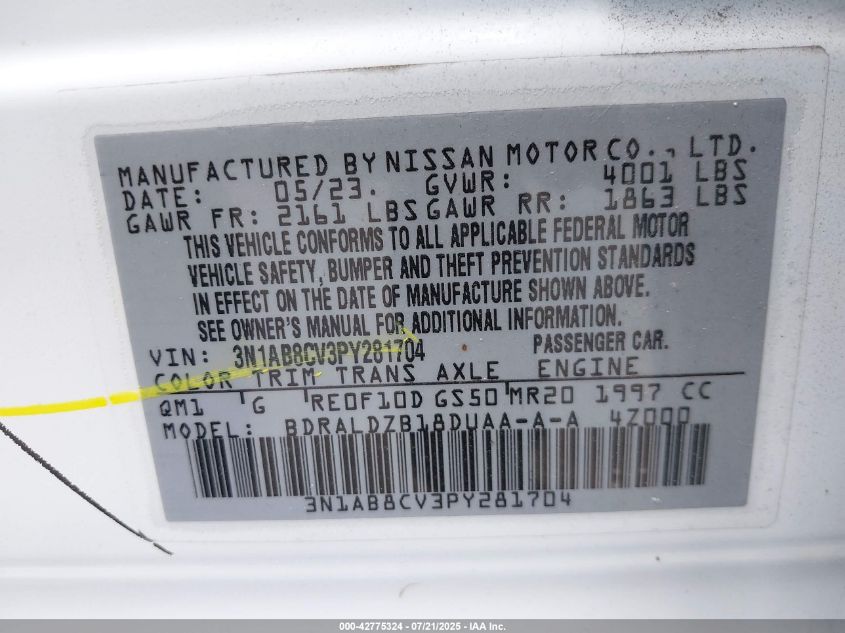 MANUFACTURED BY NISSAN MOTOR CO., LTD.
DATE: 05/23. GVWR: 4001 LBS
GAWR FR: 2161 LBS GAWR RR: 1863 LBS
THIS VEHICLE CONFORMS TO ALL APPLICABLE FEDERAL MOTOR
VEHICLE SAFETY, BUMPER AND THEFT PREVENTION STANDARDS
IN EFFECT ON THE DATE OF MANUFACTURE SHOWN ABOVE.
SEE OWNER'S MANUAL FOR ADDITIONAL INFORMATION.
VIN: 3N1AB8CV3PY281704 PASSENGER CAR.
COLOR TRIM TRANS AXLE ENGINE
QM1 G RE0F10D GS50 MR20 1997 CC
MODEL: BDRALDZB18DUAA-A-A 4Z000
3N1AB8CV3PY281704
000-42775324 - 07/21/2025 - IAA Inc.